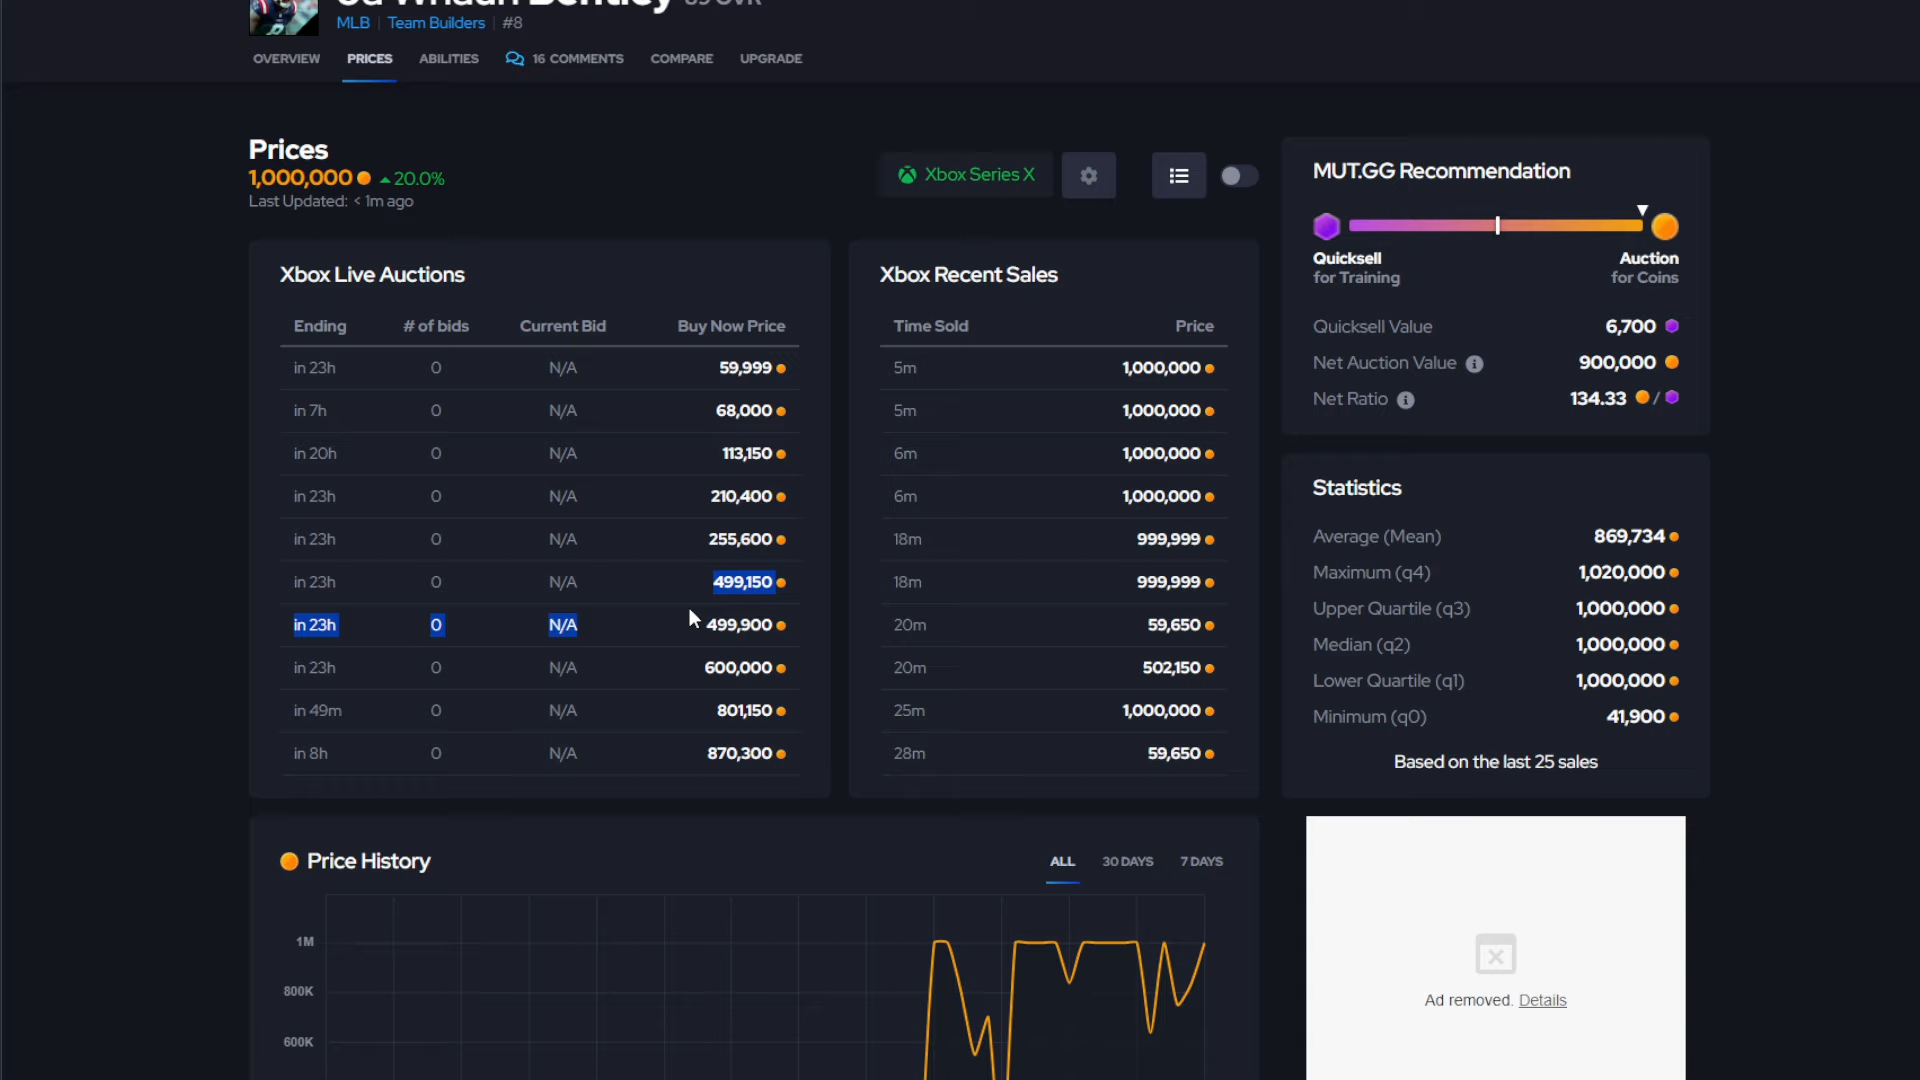 Bentley
MLB | Team Builders | #8
OVERVIEW PRICES ABILITIES 16 COMMENTS COMPARE UPGRADE
Prices
1,000,000 20.0%
Last Updated: < 1m ago
Xbox Series X
Xbox Live Auctions
Ending # of bids Current Bid Buy Now Price
in 23h 0 N/A 59,999
in 7h 0 N/A 68,000
in 20h 0 N/A 113,150
in 23h 0 N/A 210,400
in 23h 0 N/A 255,600
in 23h 0 N/A 499,150
in 23h 0 N/A 499,900
in 23h 0 N/A 600,000
in 49m 0 N/A 801,150
in 8h 0 N/A 870,300
Xbox Recent Sales
Time Sold Price
5m 1,000,000
5m 1,000,000
6m 1,000,000
6m 1,000,000
18m 999,999
18m 999,999
20m 59,650
20m 502,150
25m 1,000,000
28m 59,650
MUT.GG Recommendation
Quicksell Auction
for Training for Coins
Quicksell Value 6,700
Net Auction Value 900,000
Net Ratio 134.33 /
Statistics
Average (Mean) 869,734
Maximum (q4) 1,020,000
Upper Quartile (q3) 1,000,000
Median (q2) 1,000,000
Lower Quartile (q1) 1,000,000
Minimum (q0) 41,900
Based on the last 25 sales
Price History
ALL 30 DAYS 7 DAYS
1M
800K
600K
Ad removed. Details